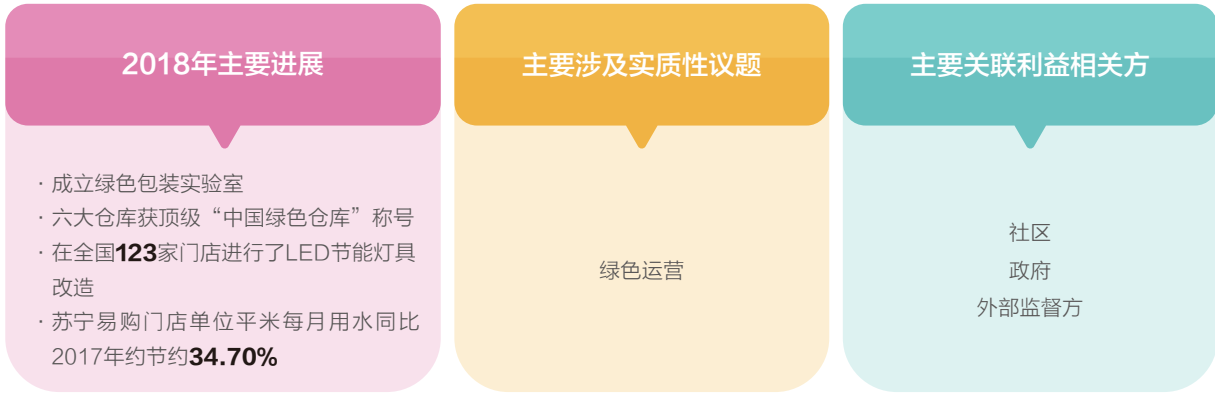 2018年主要进展
· 成立绿色包装实验室
· 六大仓库获顶级“中国绿色仓库”称号
· 在全国123家门店进行了LED节能灯具
改造
· 苏宁易购门店单位平米每月用水同比
2017年约节约34.70%
主要涉及实质性议题
绿色运营
主要关联利益相关方
社区
政府
外部监督方